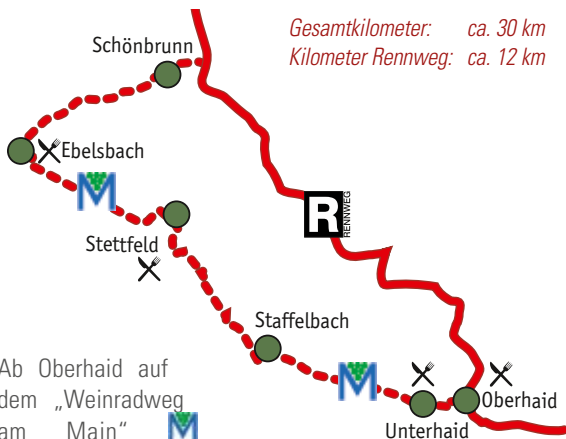 Gesamtkilometer: ca. 30 km
Kilometer Rennweg: ca. 12 km
Schönbrunn
Ebelsbach
M
R
RENNWEG
Stettfeld
Staffelbach
M
Oberhaid
Unterhaid
Ab Oberhaid auf
dem „Weinradweg
am Main" M